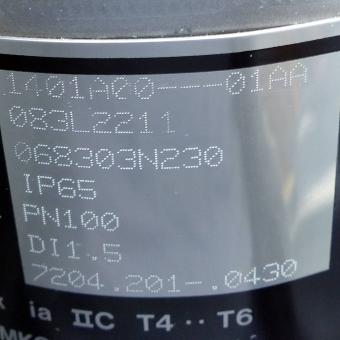 1401A00----01AA
083L2211
068303N230
IP65
PN100
DI1.5
7204.201-.0430
ia IIC T4 ·· T6